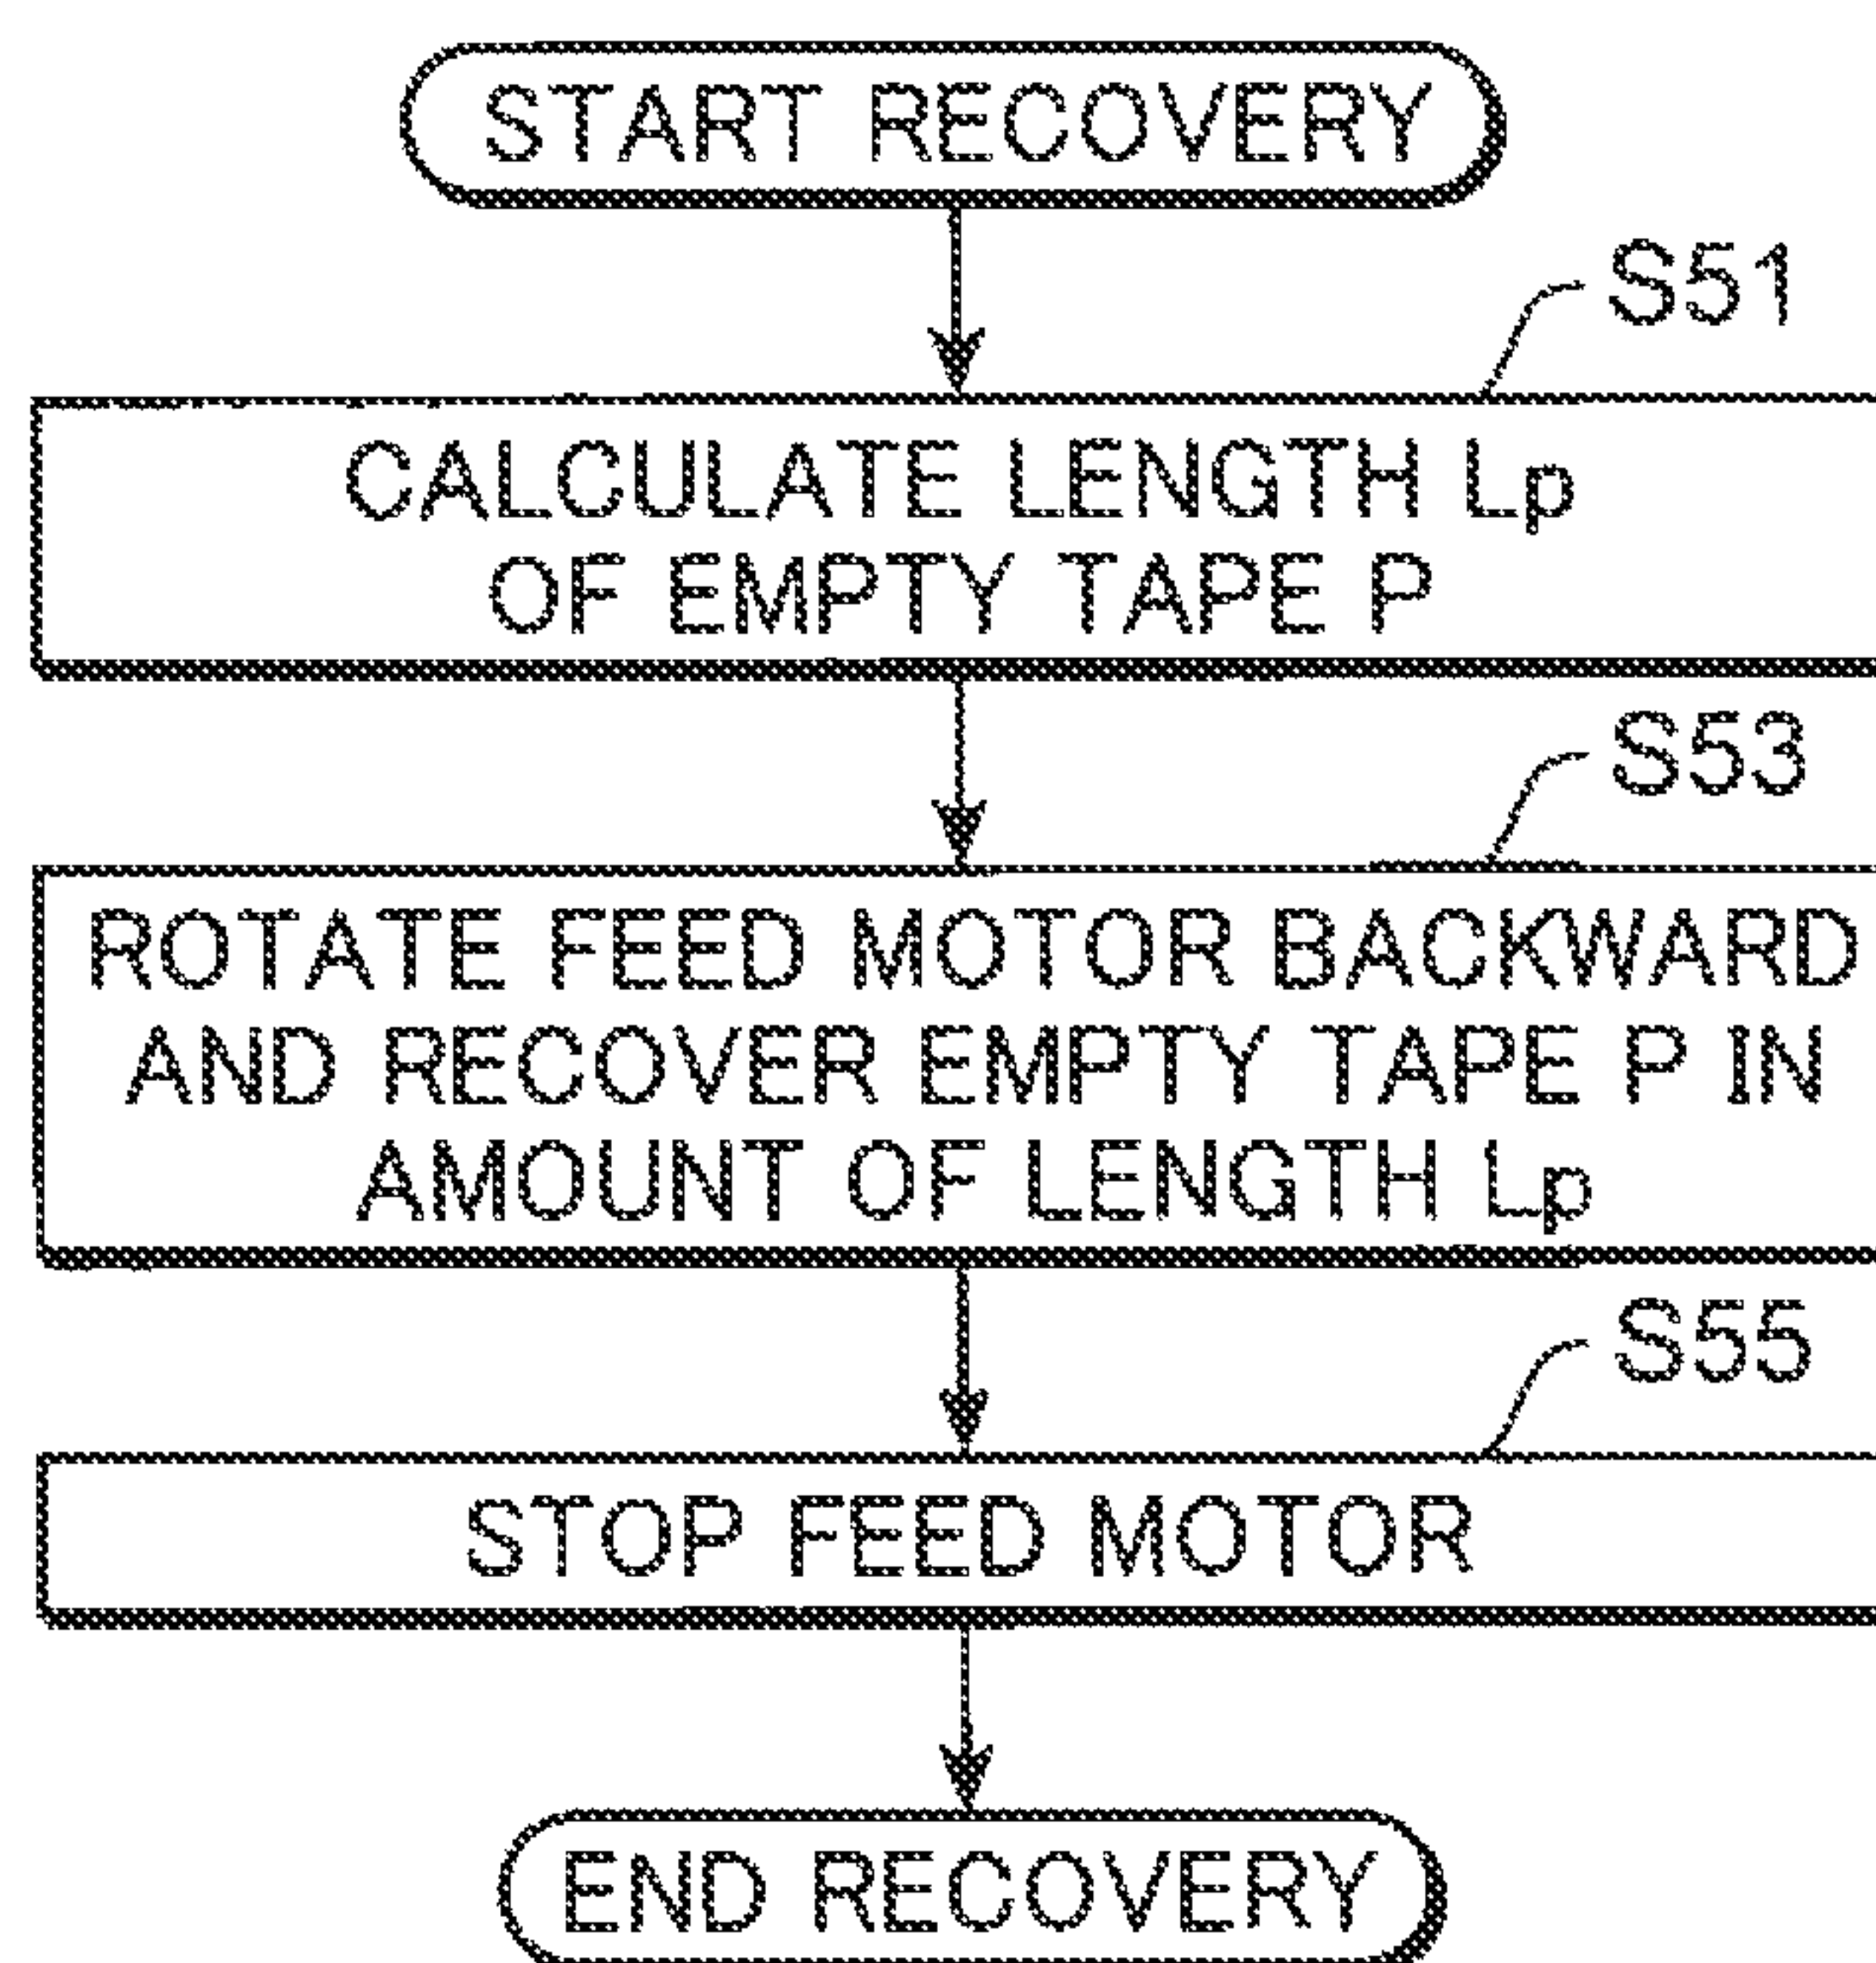 START RECOVERY
S51
CALCULATE LENGTH Lp
OF EMPTY TAPE P
S53
ROTATE FEED MOTOR BACKWARD
AND RECOVER EMPTY TAPE P IN
AMOUNT OF LENGTH Lp
S55
STOP FEED MOTOR
END RECOVERY